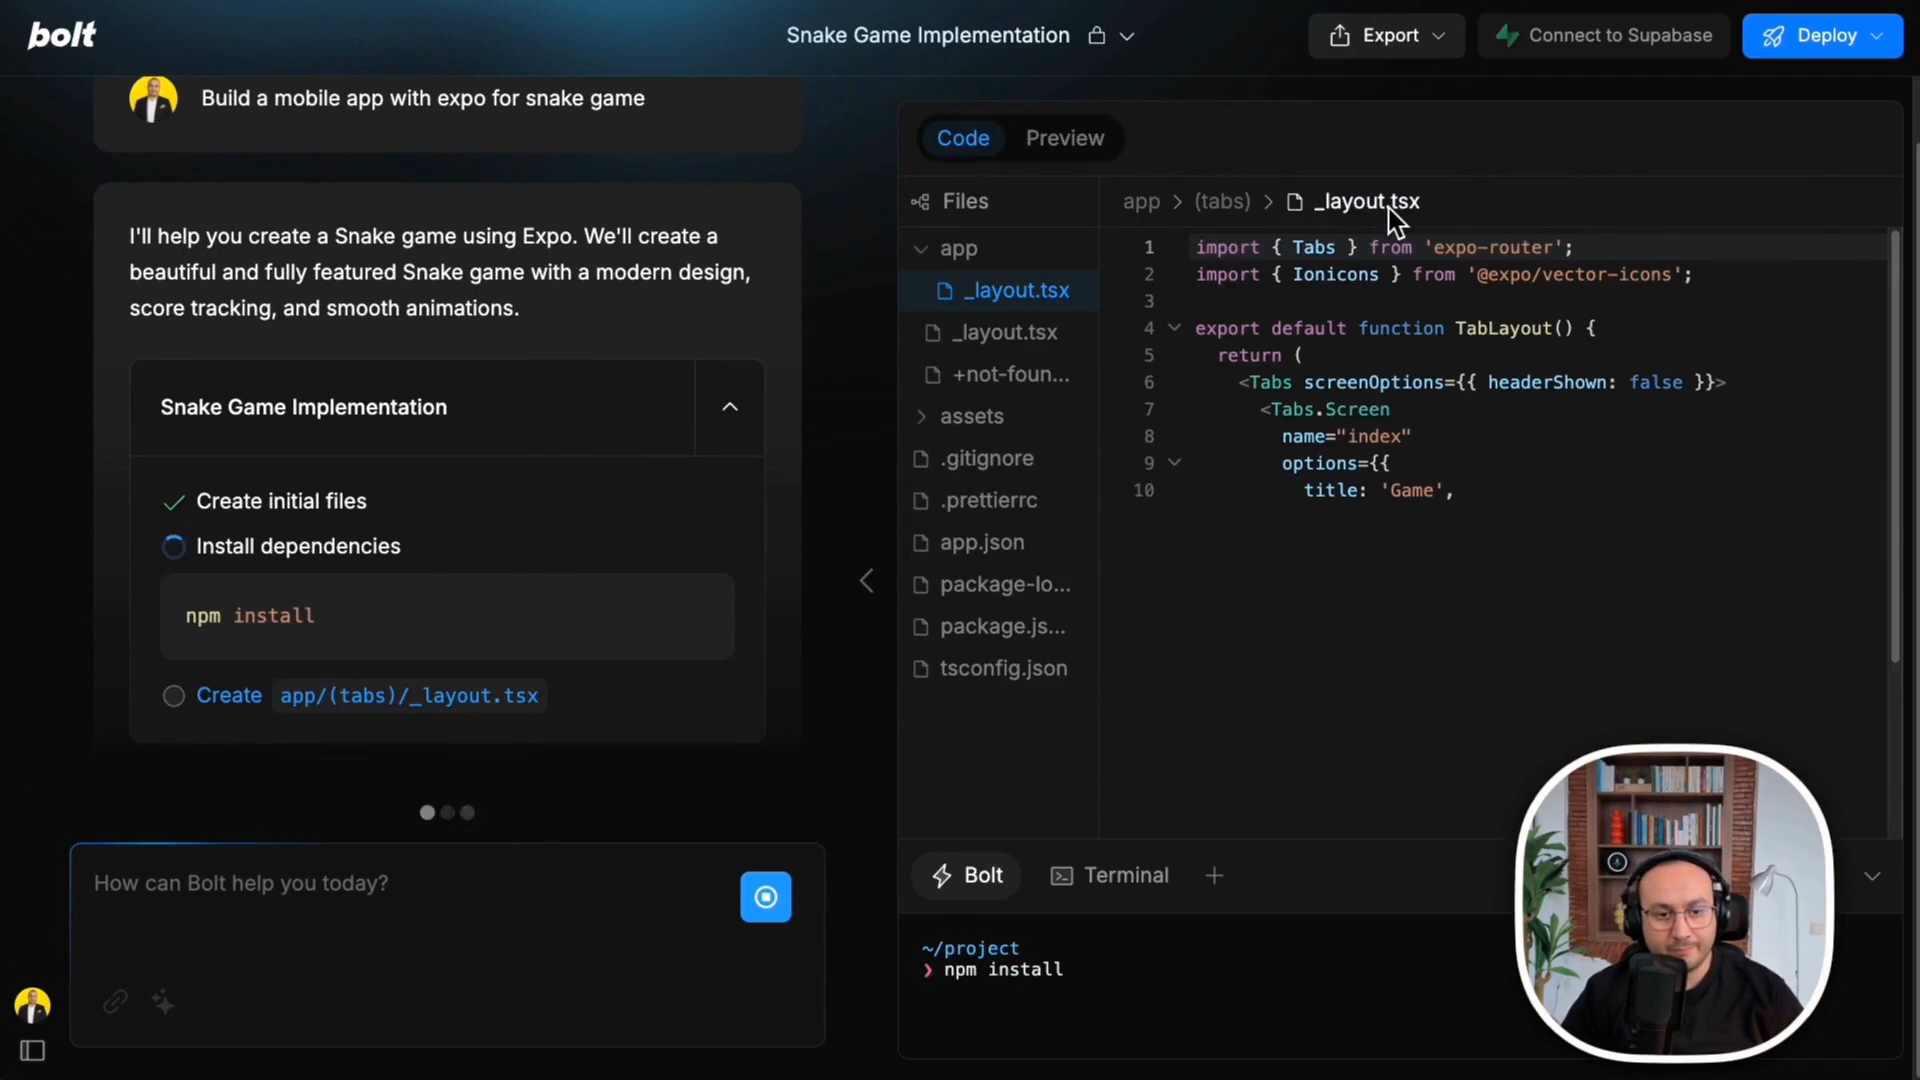 bolt
Snake Game Implementation
Export
Connect to Supabase
Deploy
Build a mobile app with expo for snake game
I'll help you create a Snake game using Expo. We'll create a
beautiful and fully featured Snake game with a modern design,
score tracking, and smooth animations.
Snake Game Implementation
Create initial files
Install dependencies
npm install
Create app/(tabs)/_layout.tsx
How can Bolt help you today?
Code Preview
Files
app
_layout.tsx
_layout.tsx
+not-foun...
assets
.gitignore
.prettierrc
app.json
package-lo...
package.js...
tsconfig.json
app > (tabs) > _layout.tsx
1 import { Tabs } from 'expo-router';
2 import { Ionicons } from '@expo/vector-icons';
3
4 export default function TabLayout() {
5 return (
6 <Tabs screenOptions={{ headerShown: false }}>
7 <Tabs.Screen
8 name="index"
9 options={{
10 title: 'Game',
Bolt Terminal +
~/project
❯ npm install